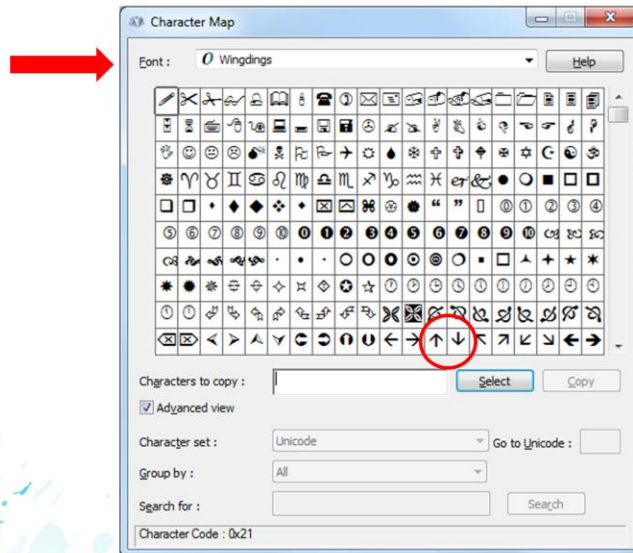 Character Map
Font : O Wingdings Help
Characters to copy : Select Copy
Advanced view
Character set : Unicode Go to Unicode :
Group by : All
Search for : Search
Character Code : 0x21